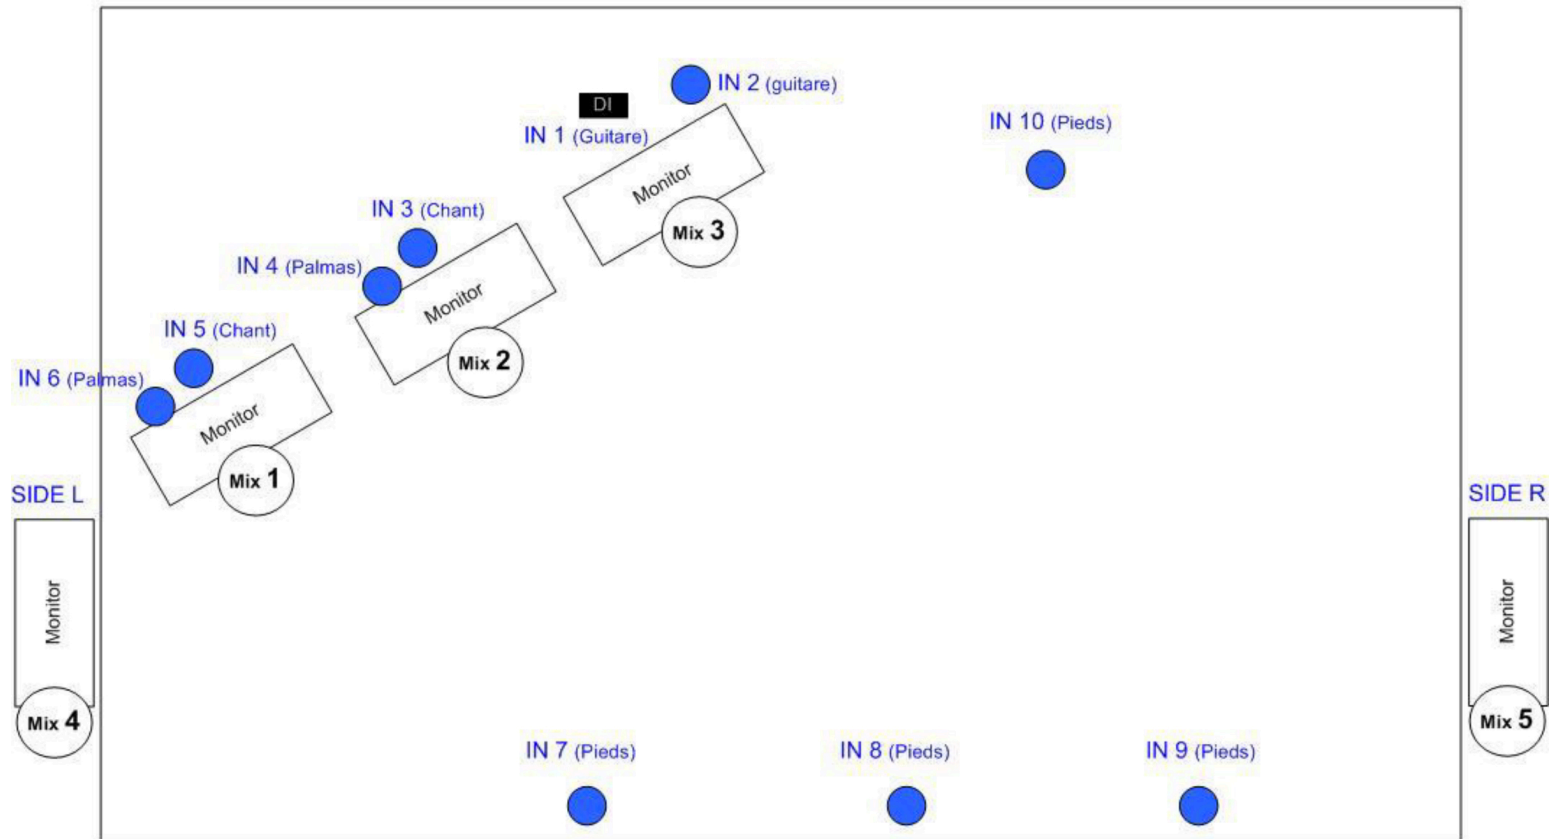 IN 2 (guitare)
DI
IN 1 (Guitare)
IN 10 (Pieds)
Monitor
Mix 3
IN 3 (Chant)
IN 4 (Palmas)
Monitor
Mix 2
IN 5 (Chant)
IN 6 (Palmas)
Monitor
Mix 1
SIDE L
SIDE R
Monitor
Monitor
Mix 4
Mix 5
IN 7 (Pieds)
IN 8 (Pieds)
IN 9 (Pieds)